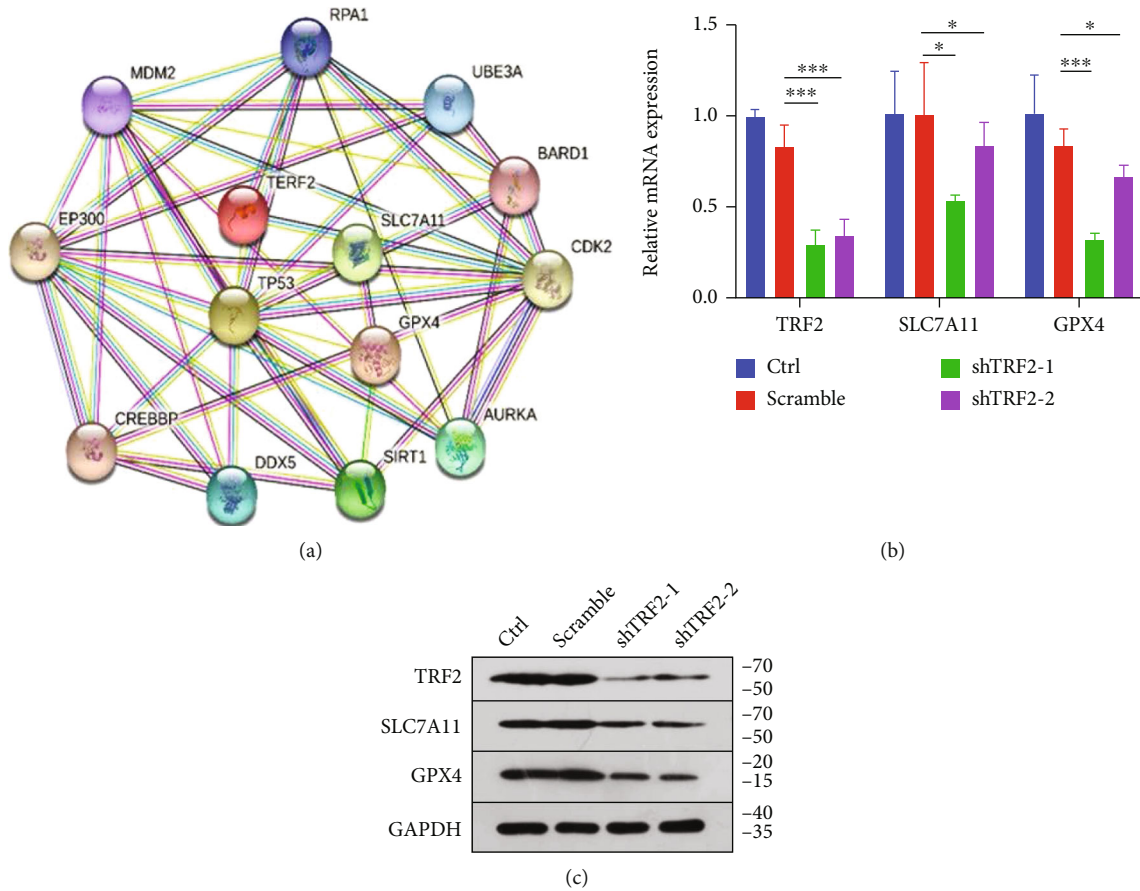 RPA1
MDM2
UBE3A
BARD1
TERF2
SLC7A11
EP300
CDK2
TP53
GPX4
CREBBP
AURKA
DDX5
SIRT1
(a)
Relative mRNA expression
1.5
1.0
0.5
0.0
***
***
*
*
*
***
TRF2 SLC7A11 GPX4
Ctrl shTRF2-1
Scramble shTRF2-2
(b)
Ctrl Scramble shTRF2-1 shTRF2-2
TRF2 –70
–50
SLC7A11 –70
–50
GPX4 –20
–15
GAPDH –40
–35
(c)